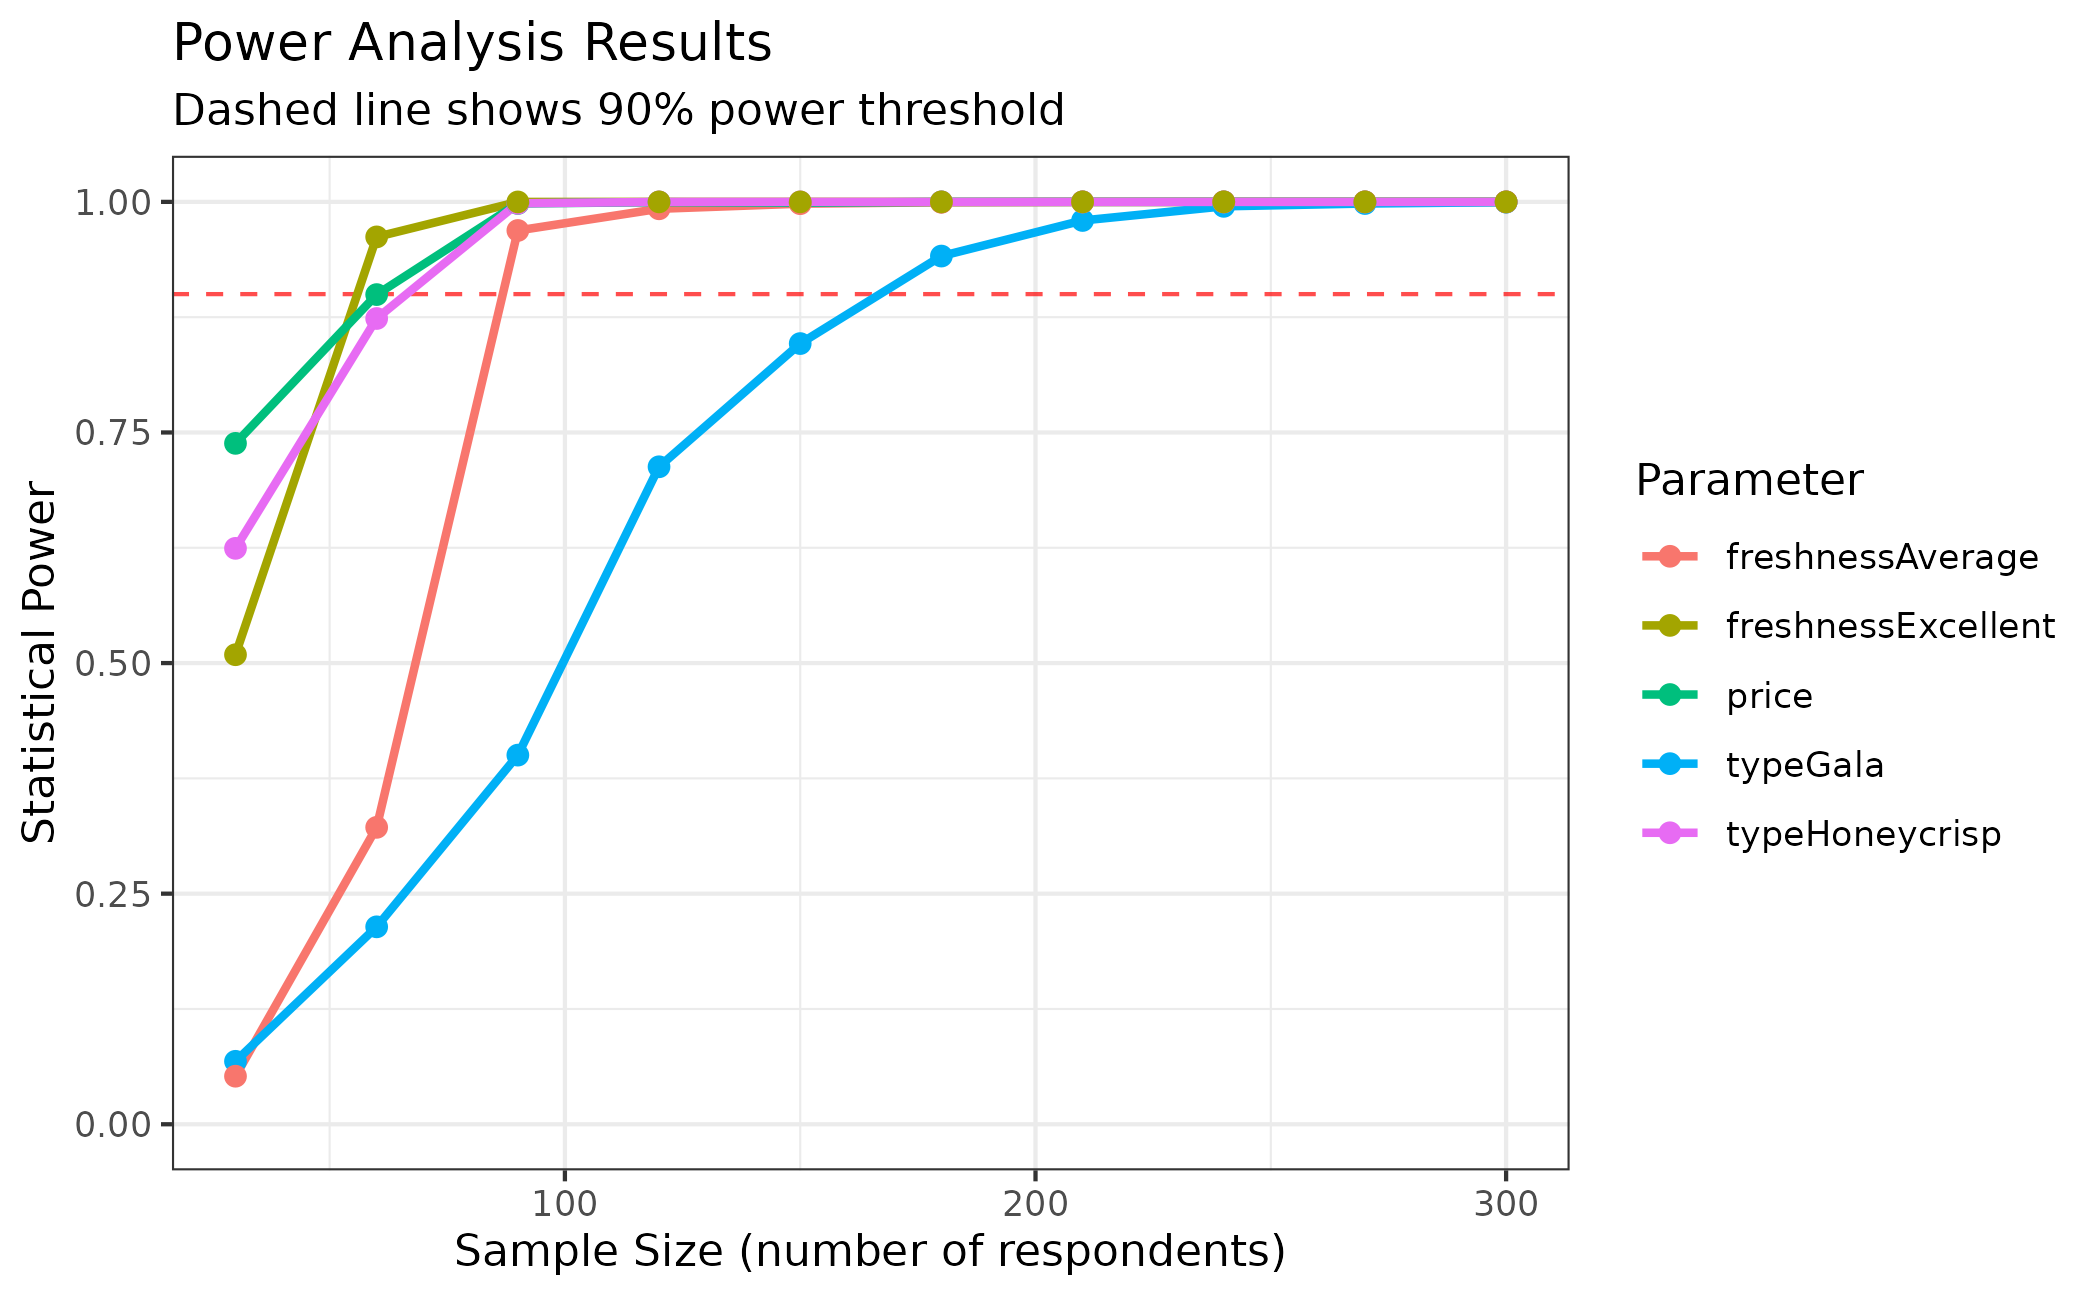 Power Analysis Results
Dashed line shows 90% power threshold
1.00
0.75
0.50
0.25
0.00
Statistical Power
100
200
300
Sample Size (number of respondents)
Parameter
freshnessAverage
freshnessExcellent
price
typeGala
typeHoneycrisp